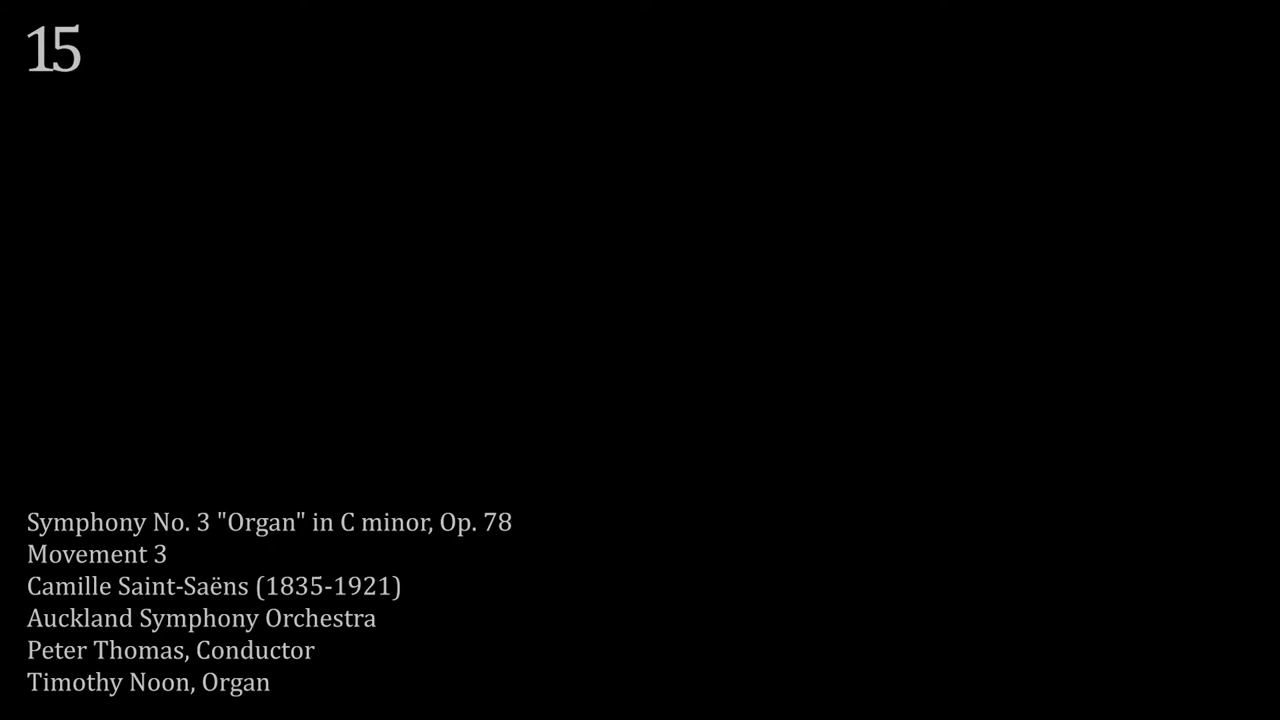 15
Symphony No. 3 "Organ" in C minor, Op. 78
Movement 3
Camille Saint-Saëns (1835-1921)
Auckland Symphony Orchestra
Peter Thomas, Conductor
Timothy Noon, Organ